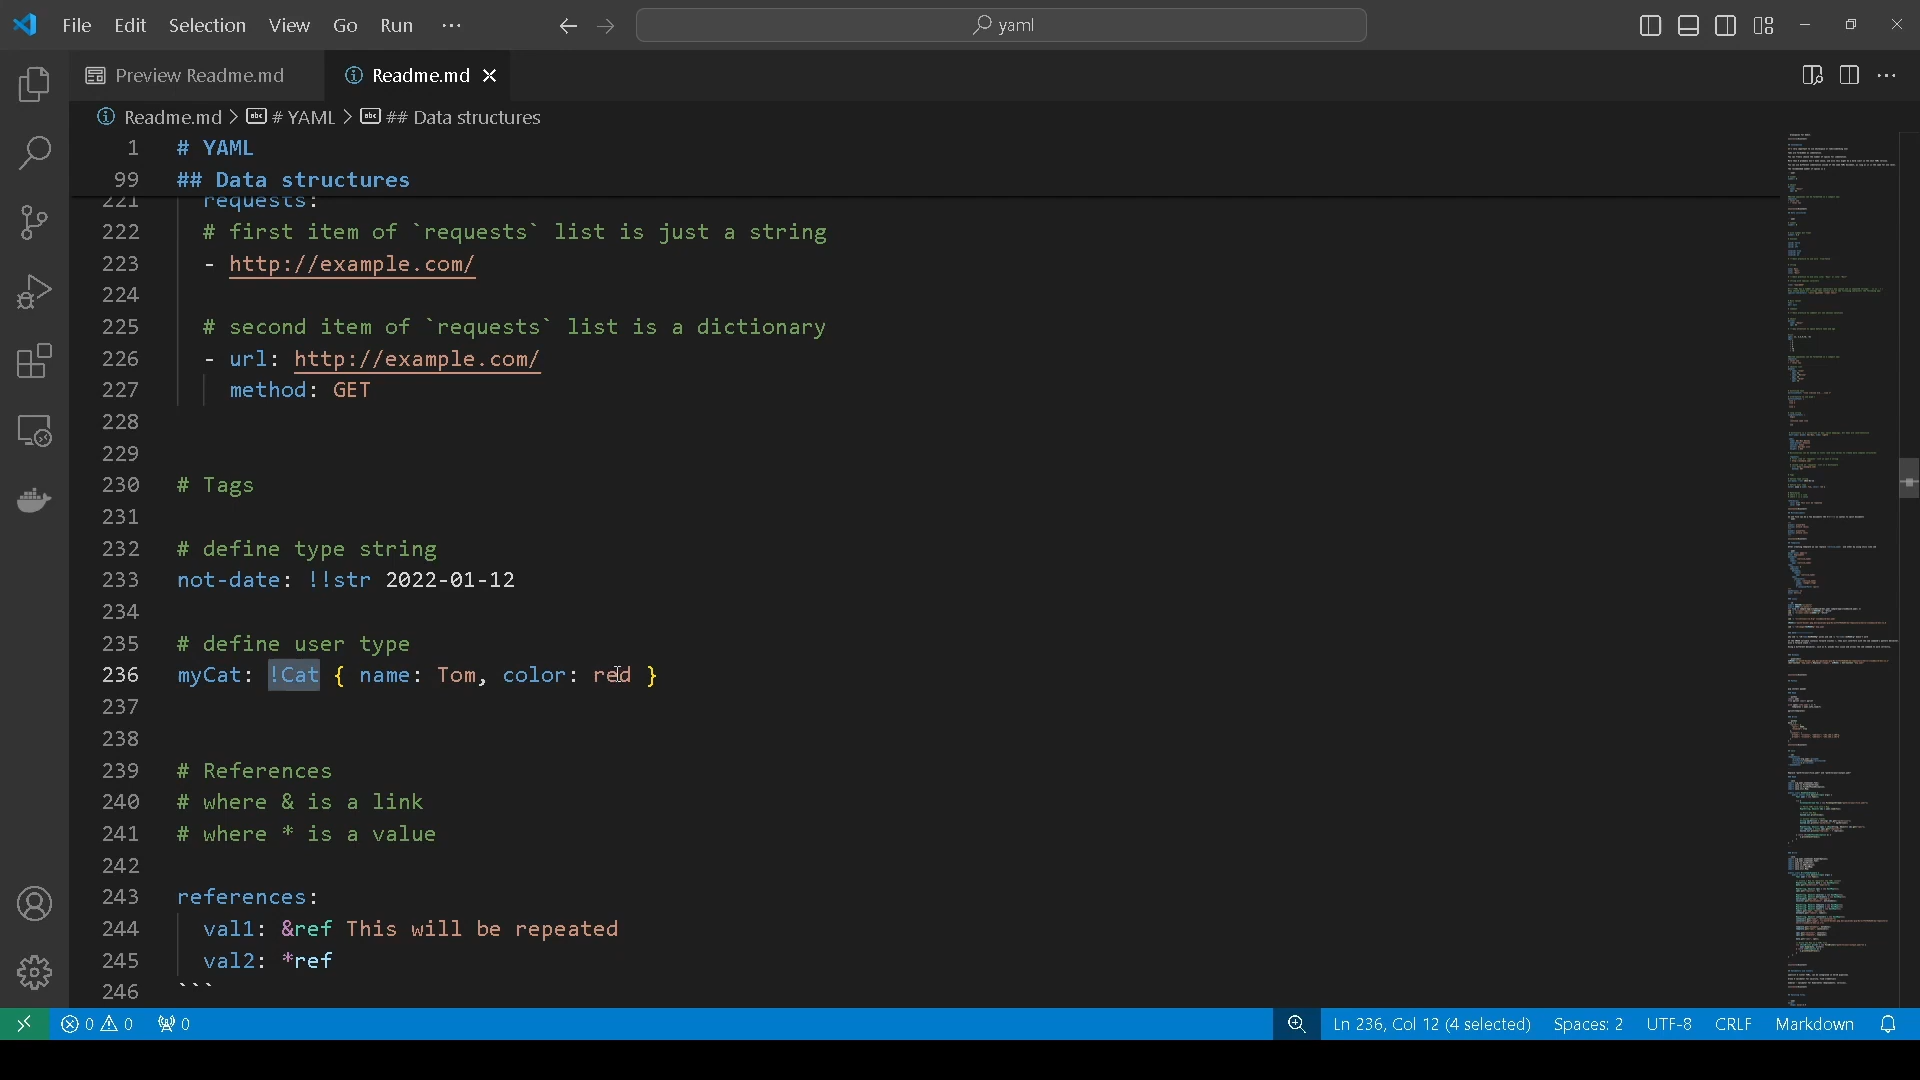 File Edit Selection View Go Run ··· yaml
Preview Readme.md Readme.md
Readme.md > # YAML > ## Data structures
1 # YAML
99 ## Data structures
221 requests:
222 # first item of `requests` list is just a string
223 - http://example.com/
224
225 # second item of `requests` list is a dictionary
226 - url: http://example.com/
227 method: GET
228
229
230 # Tags
231
232 # define type string
233 not-date: !!str 2022-01-12
234
235 # define user type
236 myCat: !Cat { name: Tom, color: red }
237
238
239 # References
240 # where & is a link
241 # where * is a value
242
243 references:
244 val1: &ref This will be repeated
245 val2: *ref
246 ```
0 0 0 Ln 236, Col 12 (4 selected) Spaces: 2 UTF-8 CRLF Markdown